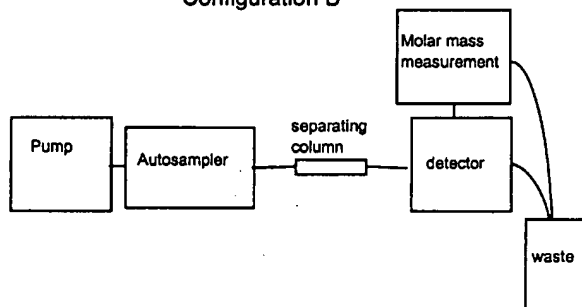 Configuration B
Molar mass
measurement
Pump
Autosampler
separating
column
detector
waste